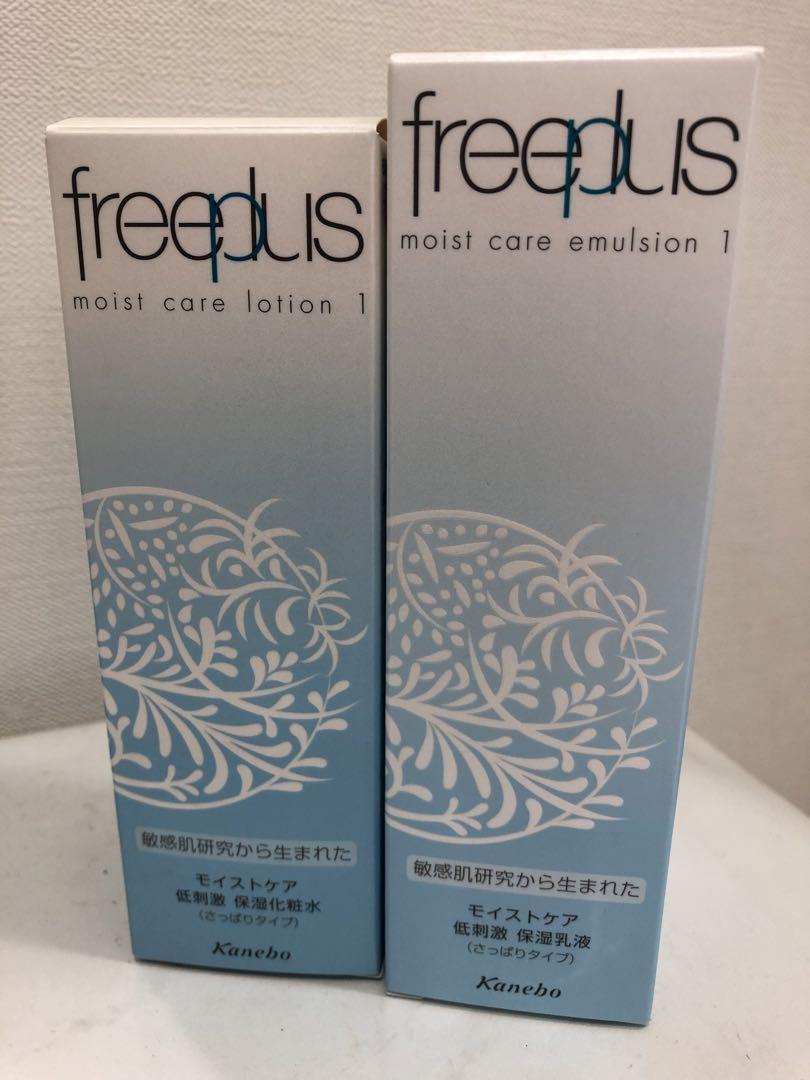 freeplus
moist care lotion 1
敏感肌研究から生まれた
モイストケア
低刺激 保湿化粧水
(さっぱりタイプ)
Kanebo
freeplus
moist care emulsion 1
敏感肌研究から生まれた
モイストケア
低刺激 保湿乳液
(さっぱりタイプ)
Kanebo